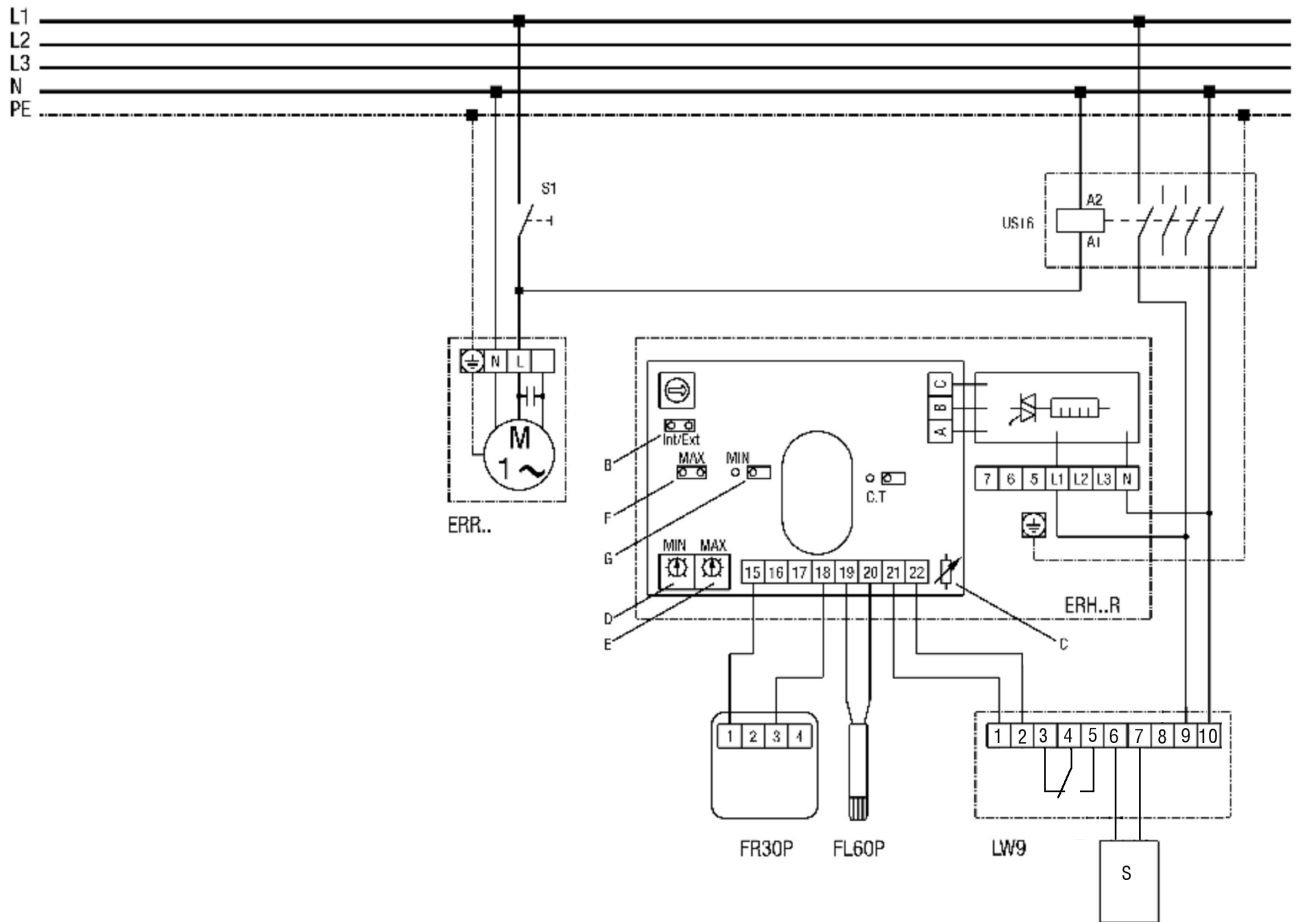 L1
L2
L3
N
PE
S1
US16
A2
A1
N L
M
1 ~
ERR..
B
Int/Ext
MAX MIN
F
G
C.T
C
B
A
7 6 5 L1 L2 L3 N
MIN MAX
D
E
15 16 17 18 19 20 21 22
ERH..R
C
1 2 3 4
FR30P
FL60P
1 2 3 4 5 6 7 8 9 10
LW9
S